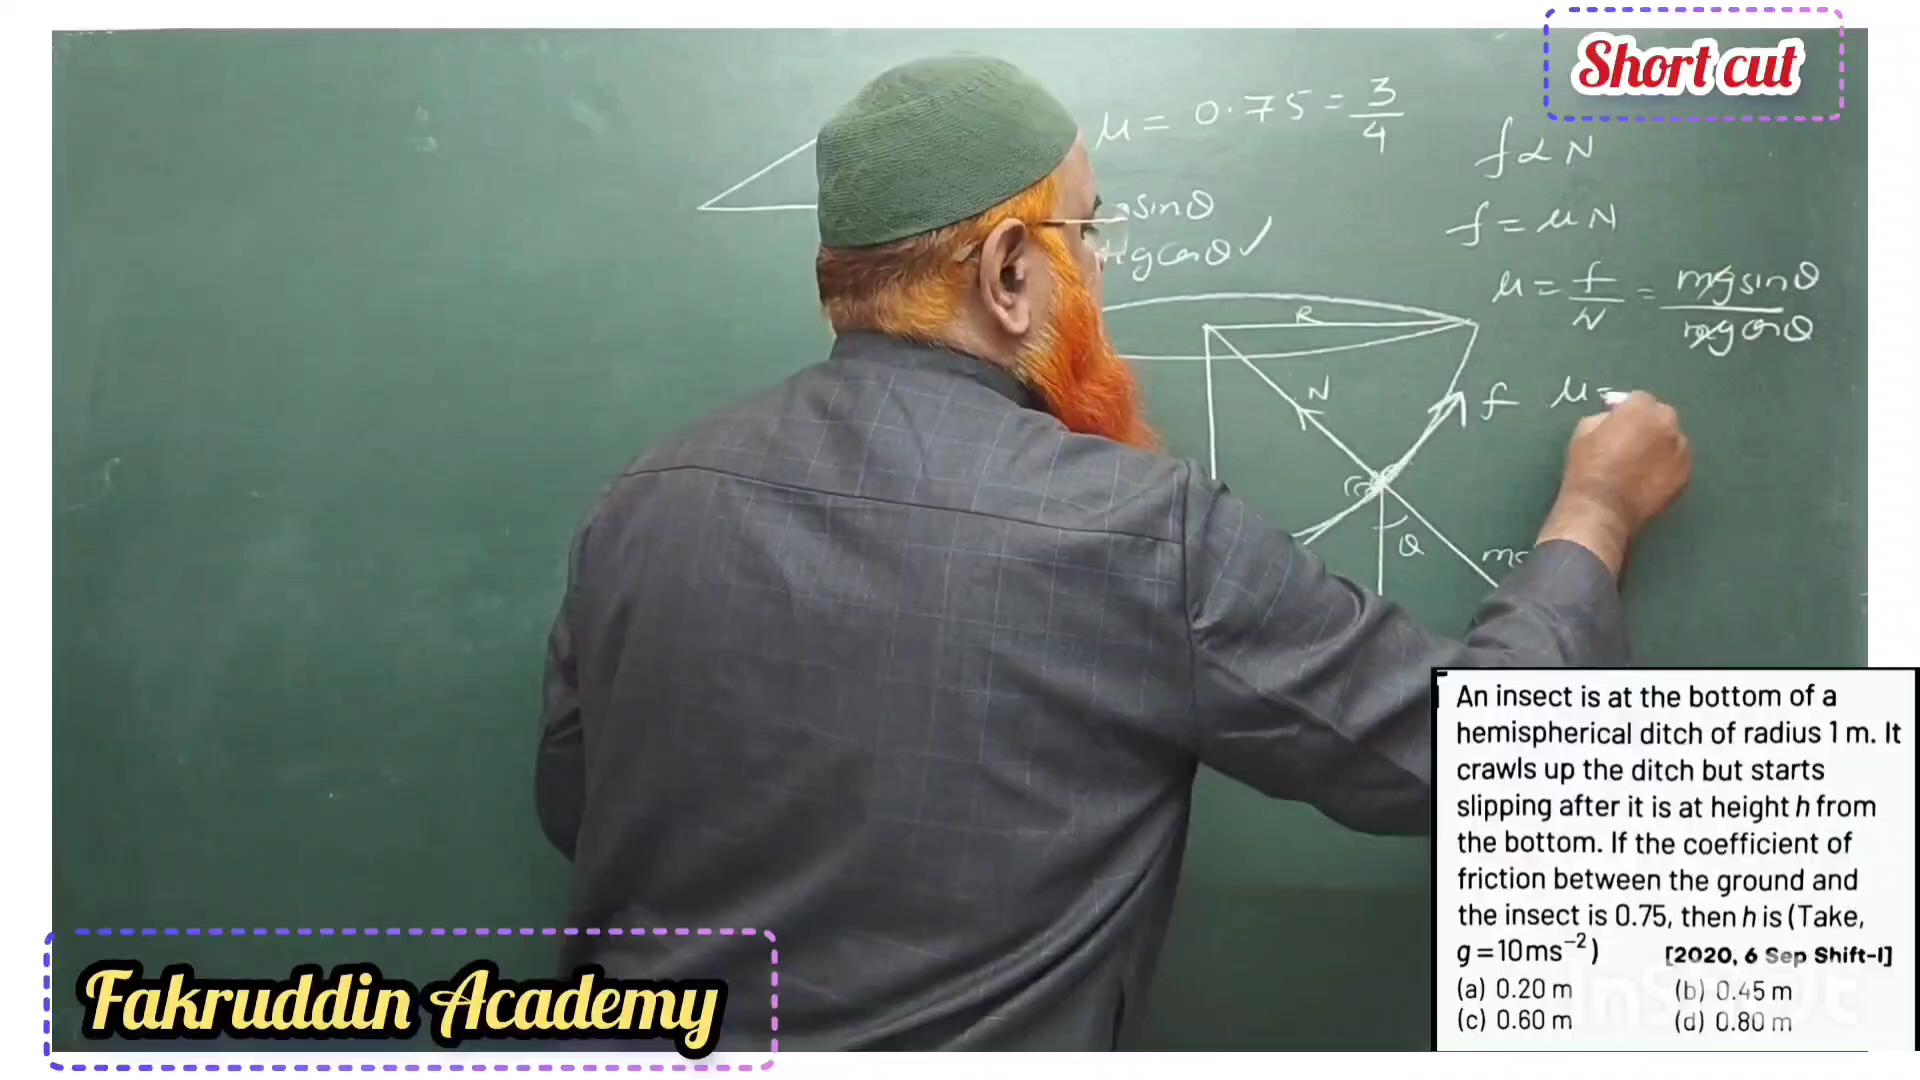 Short cut
μ = 0.75 = 3/4
f ∝ N
sinθ
f = μN
gcosθ ✓
μ = f/N = mgsinθ/mgcosθ
R
N
f
μ =
θ
An insect is at the bottom of a
hemispherical ditch of radius 1 m. It
crawls up the ditch but starts
slipping after it is at height h from
the bottom. If the coefficient of
friction between the ground and
the insect is 0.75, then h is (Take,
g = 10ms⁻²) [2020, 6 Sep Shift-I]
(a) 0.20 m (b) 0.45 m
(c) 0.60 m (d) 0.80 m
Fakruddin Academy